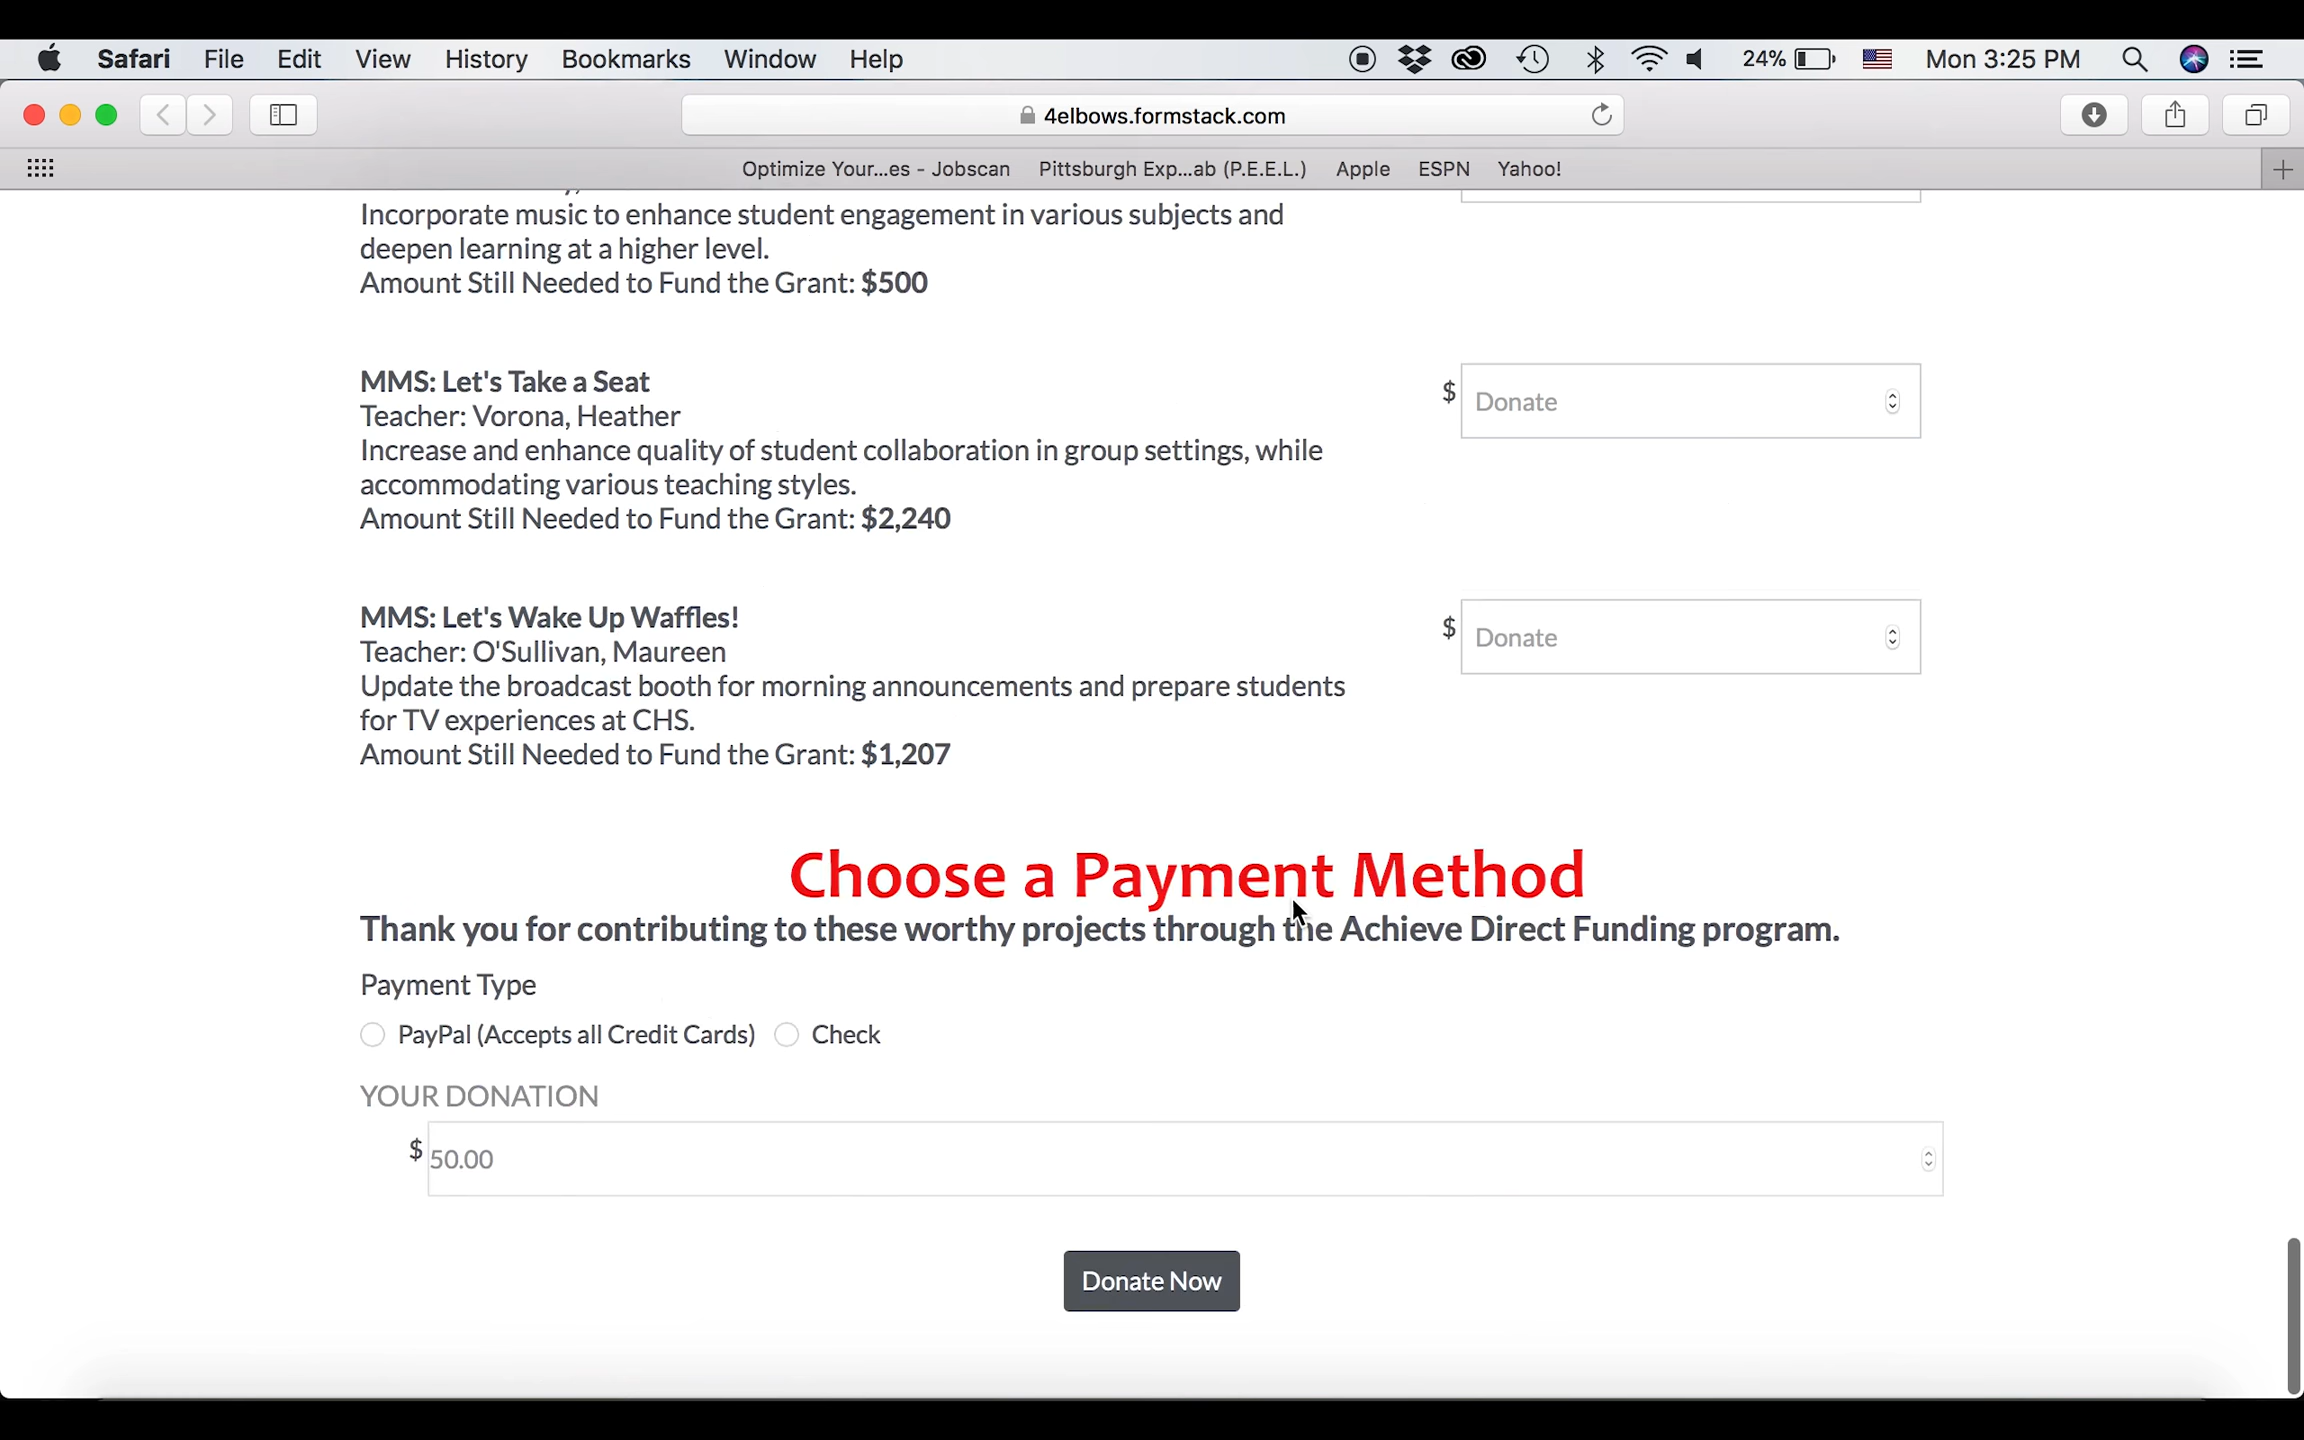 Safari File Edit View History Bookmarks Window Help 24% Mon 3:25 PM
4elbows.formstack.com
Optimize Your...es - Jobscan Pittsburgh Exp...ab (P.E.E.L.) Apple ESPN Yahoo!
Incorporate music to enhance student engagement in various subjects and
deepen learning at a higher level.
Amount Still Needed to Fund the Grant: $500
MMS: Let's Take a Seat
$ Donate
Teacher: Vorona, Heather
Increase and enhance quality of student collaboration in group settings, while
accommodating various teaching styles.
Amount Still Needed to Fund the Grant: $2,240
MMS: Let's Wake Up Waffles!
$ Donate
Teacher: O'Sullivan, Maureen
Update the broadcast booth for morning announcements and prepare students
for TV experiences at CHS.
Amount Still Needed to Fund the Grant: $1,207
Choose a Payment Method
Thank you for contributing to these worthy projects through the Achieve Direct Funding program.
Payment Type
PayPal (Accepts all Credit Cards) Check
YOUR DONATION
$ 50.00
Donate Now